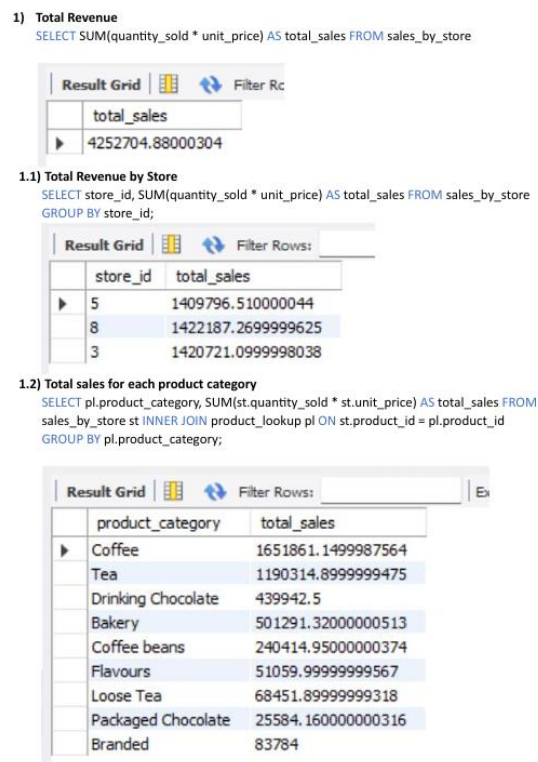 1) Total Revenue
SELECT SUM(quantity_sold * unit_price) AS total_sales FROM sales_by_store
Result Grid Filter Rc
total_sales
4252704.88000304
1.1) Total Revenue by Store
SELECT store_id, SUM(quantity_sold * unit_price) AS total_sales FROM sales_by_store
GROUP BY store_id;
Result Grid Filter Rows:
store_id total_sales
5 1409796.510000044
8 1422187.2699999625
3 1420721.0999998038
1.2) Total sales for each product category
SELECT pl.product_category, SUM(st.quantity_sold * st.unit_price) AS total_sales FROM
sales_by_store st INNER JOIN product_lookup pl ON st.product_id = pl.product_id
GROUP BY pl.product_category;
Result Grid Filter Rows: Ex
product_category total_sales
Coffee 1651861.1499987564
Tea 1190314.8999999475
Drinking Chocolate 439942.5
Bakery 501291.32000000513
Coffee beans 240414.95000000374
Flavours 51059.99999999567
Loose Tea 68451.89999999318
Packaged Chocolate 25584.160000000316
Branded 83784